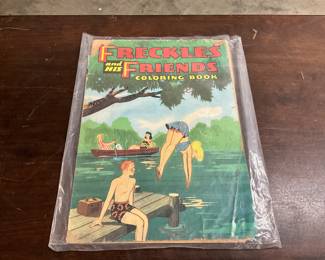 FRECKLES
and HIS FRIENDS
COLORING BOOK